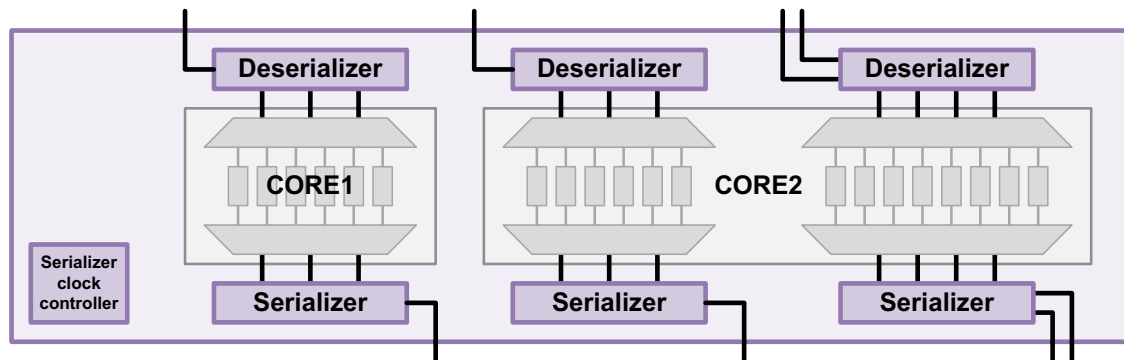 Deserializer
Deserializer
Deserializer
CORE1
CORE2
Serializer
clock
controller
Serializer
Serializer
Serializer